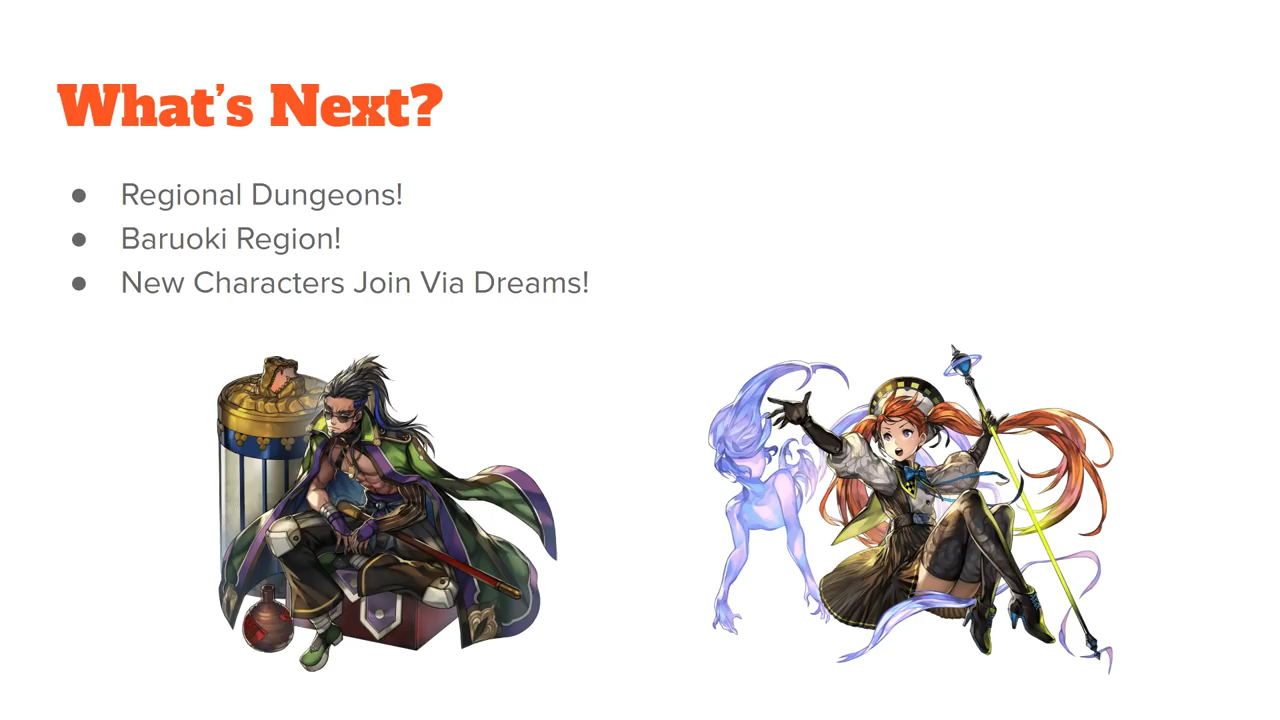 What's Next?
● Regional Dungeons!
● Baruoki Region!
● New Characters Join Via Dreams!